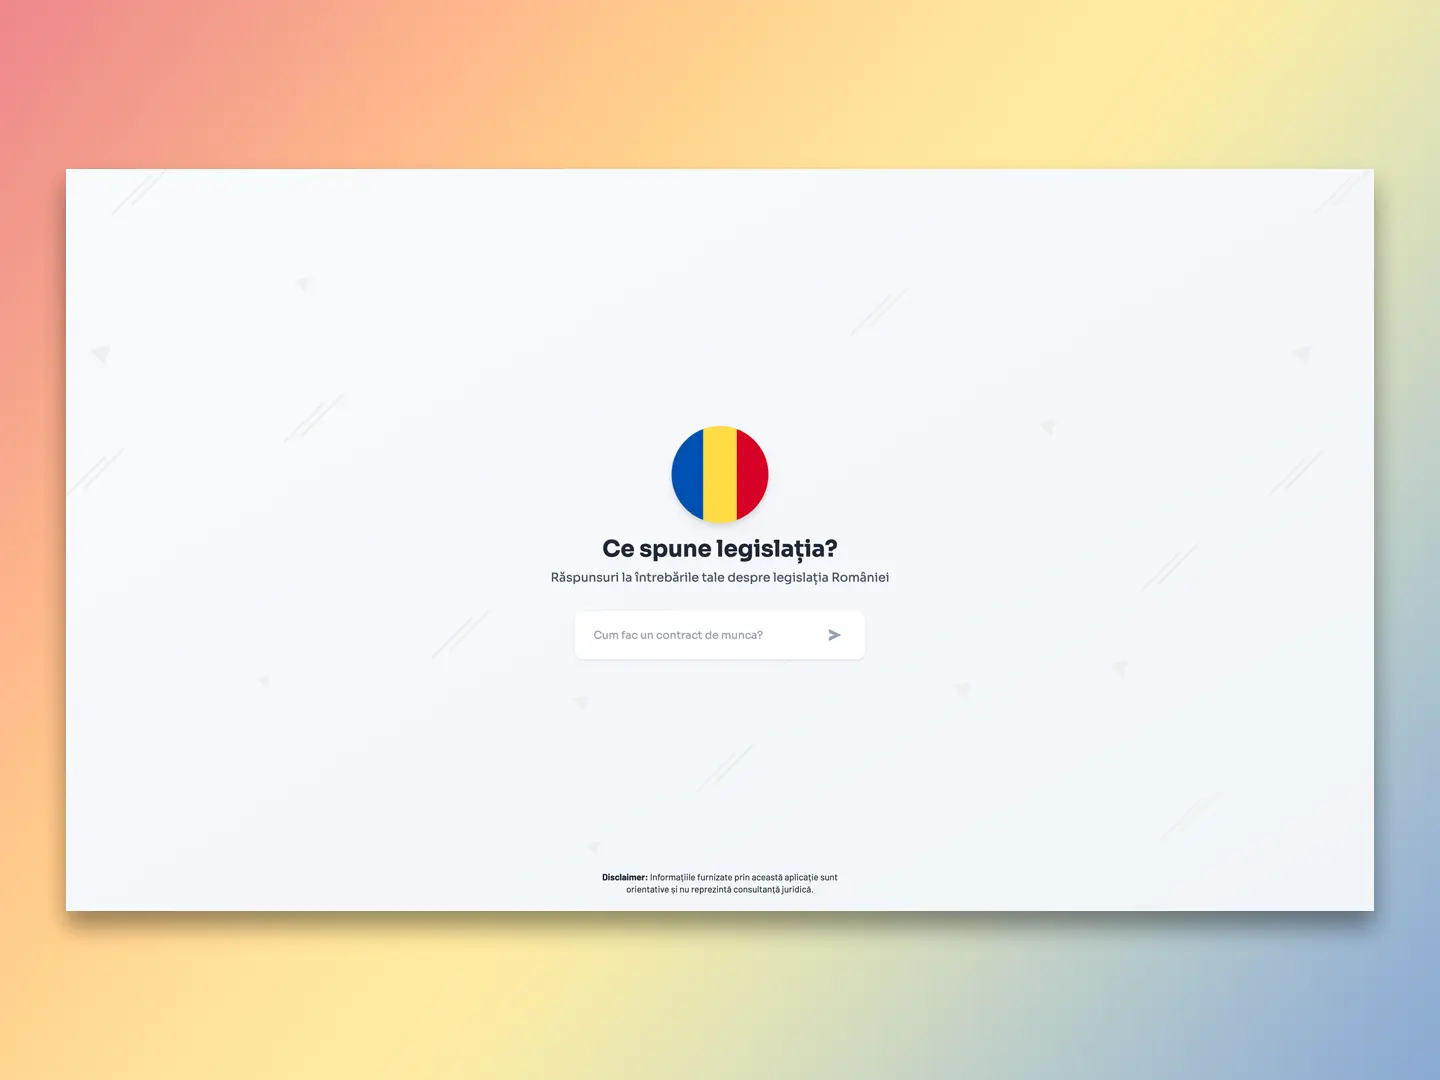 Ce spune legislația?
Răspunsuri la întrebările tale despre legislația României
Cum fac un contract de munca?
Disclaimer: Informațiile furnizate prin această aplicație sunt
orientative și nu reprezintă consultanță juridică.